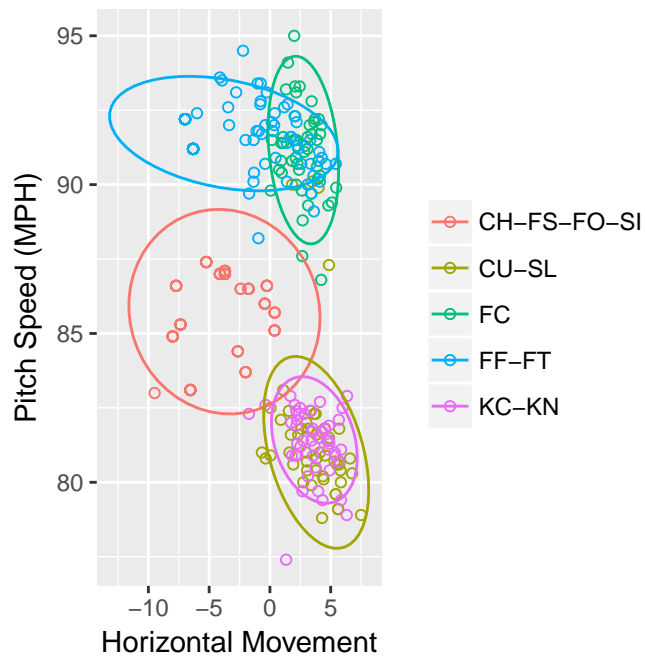 95
90
85
80
Pitch Speed (MPH)
−10
−5
0
5
Horizontal Movement
CH−FS−FO−SI
CU−SL
FC
FF−FT
KC−KN